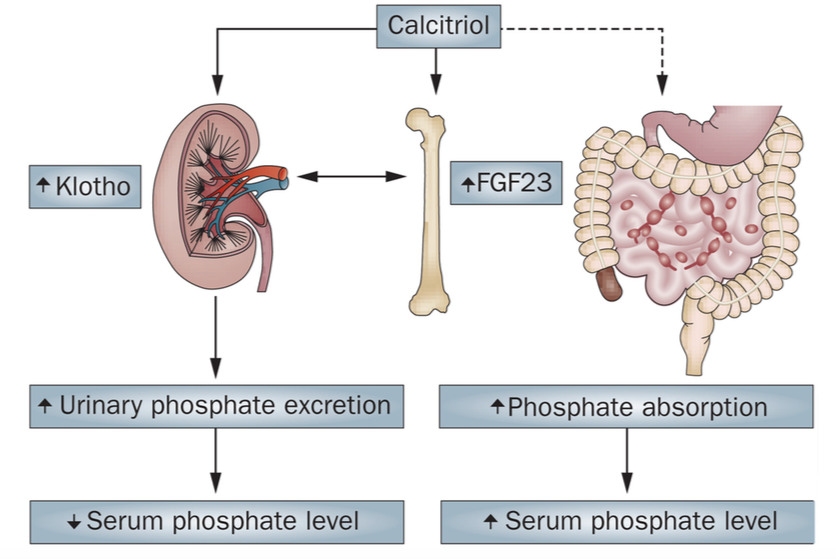 Calcitriol
↑ Klotho
↑FGF23
↑ Urinary phosphate excretion
↑Phosphate absorption
↓ Serum phosphate level
↑ Serum phosphate level